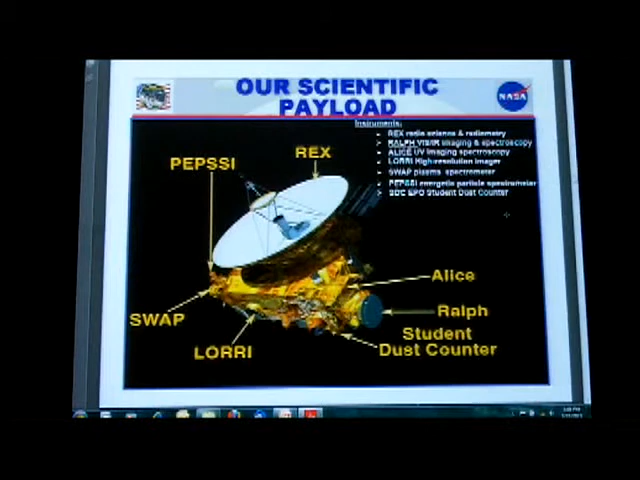 OUR SCIENTIFIC
PAYLOAD
NASA
Instruments:
REX radio science & radiometry
RALPH VIS/IR imaging & spectroscopy
ALICE UV imaging spectroscopy
LORRI High resolution imager
SWAP plasma spectrometer
PEPSSI energetic particle spectrometer
SDC EPO Student Dust Counter
PEPSSI
REX
Alice
SWAP
Ralph
LORRI
Student
Dust Counter